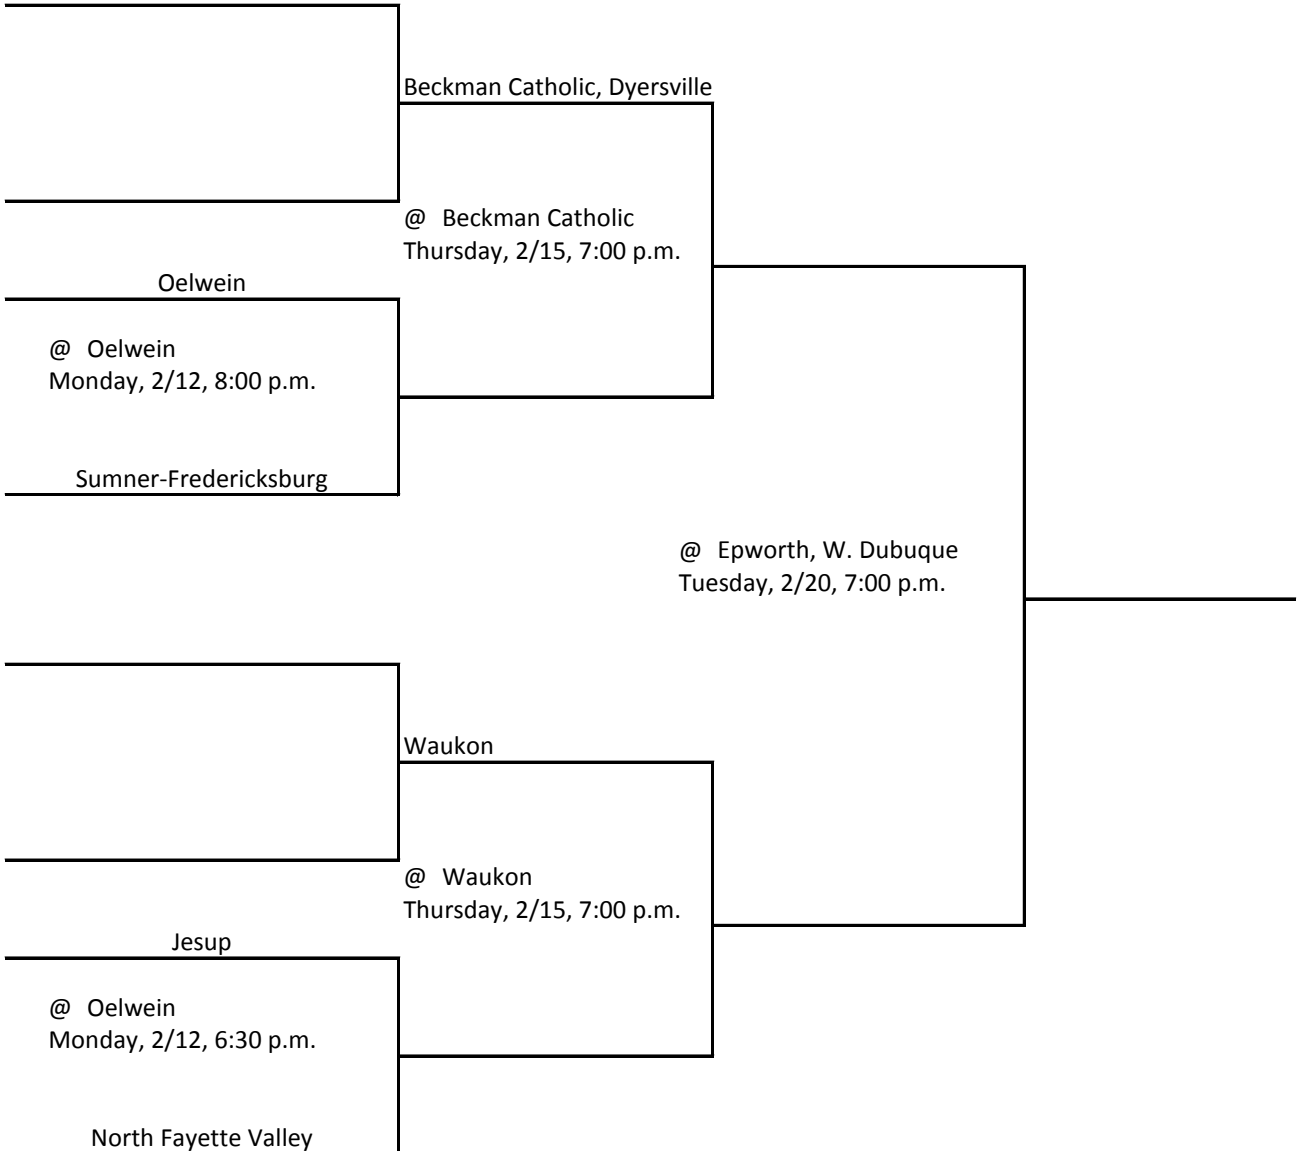 Beckman Catholic, Dyersville
@ Beckman Catholic
Thursday, 2/15, 7:00 p.m.
Oelwein
@ Oelwein
Monday, 2/12, 8:00 p.m.
Sumner-Fredericksburg
@ Epworth, W. Dubuque
Tuesday, 2/20, 7:00 p.m.
Waukon
@ Waukon
Thursday, 2/15, 7:00 p.m.
Jesup
@ Oelwein
Monday, 2/12, 6:30 p.m.
North Fayette Valley